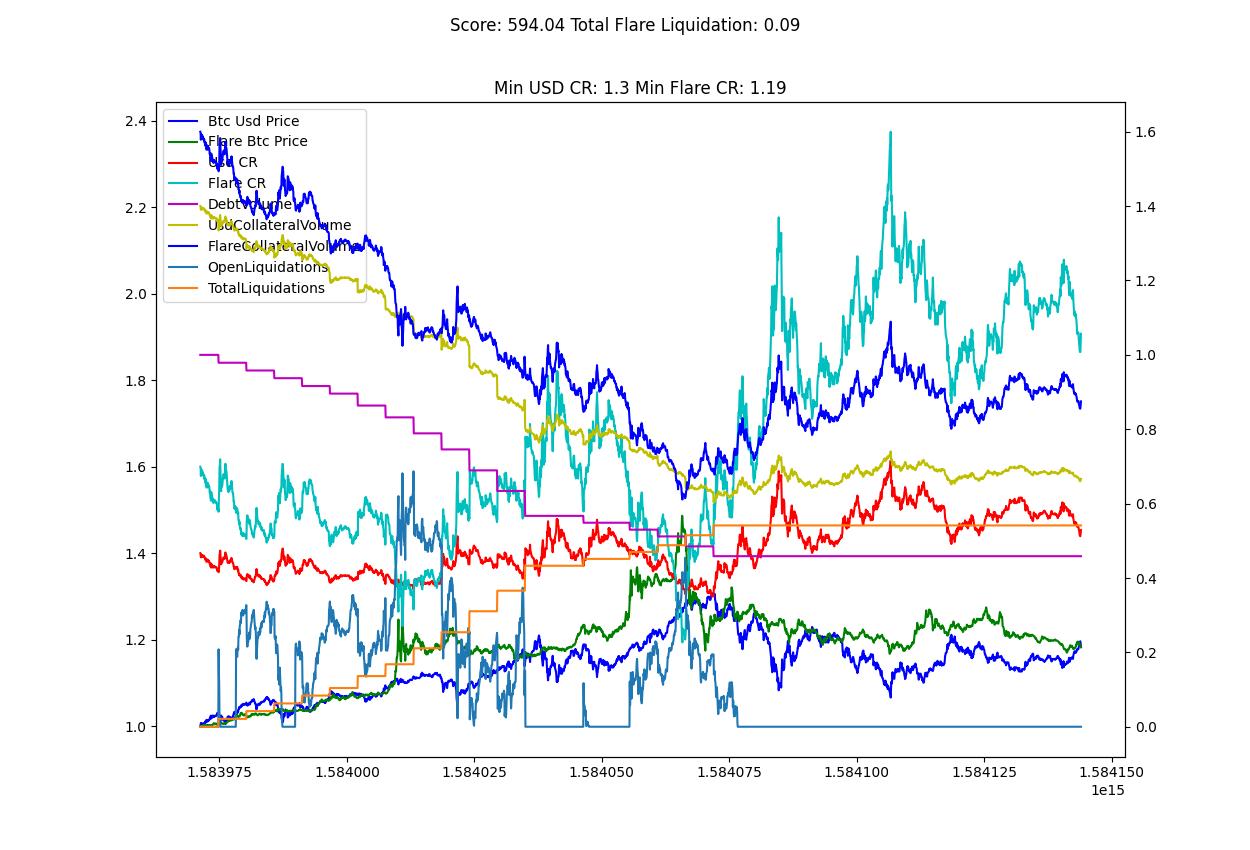 Score: 594.04 Total Flare Liquidation: 0.09
Min USD CR: 1.3 Min Flare CR: 1.19
Btc Usd Price
Flare Btc Price
Usd CR
Flare CR
DebtVolume
UsdCollateralVolume
FlareCollateralVolume
OpenLiquidations
TotalLiquidations
2.4
2.2
2.0
1.8
1.6
1.4
1.2
1.0
1.6
1.4
1.2
1.0
0.8
0.6
0.4
0.2
0.0
1.583975
1.584000
1.584025
1.584050
1.584075
1.584100
1.584125
1.584150
1e15